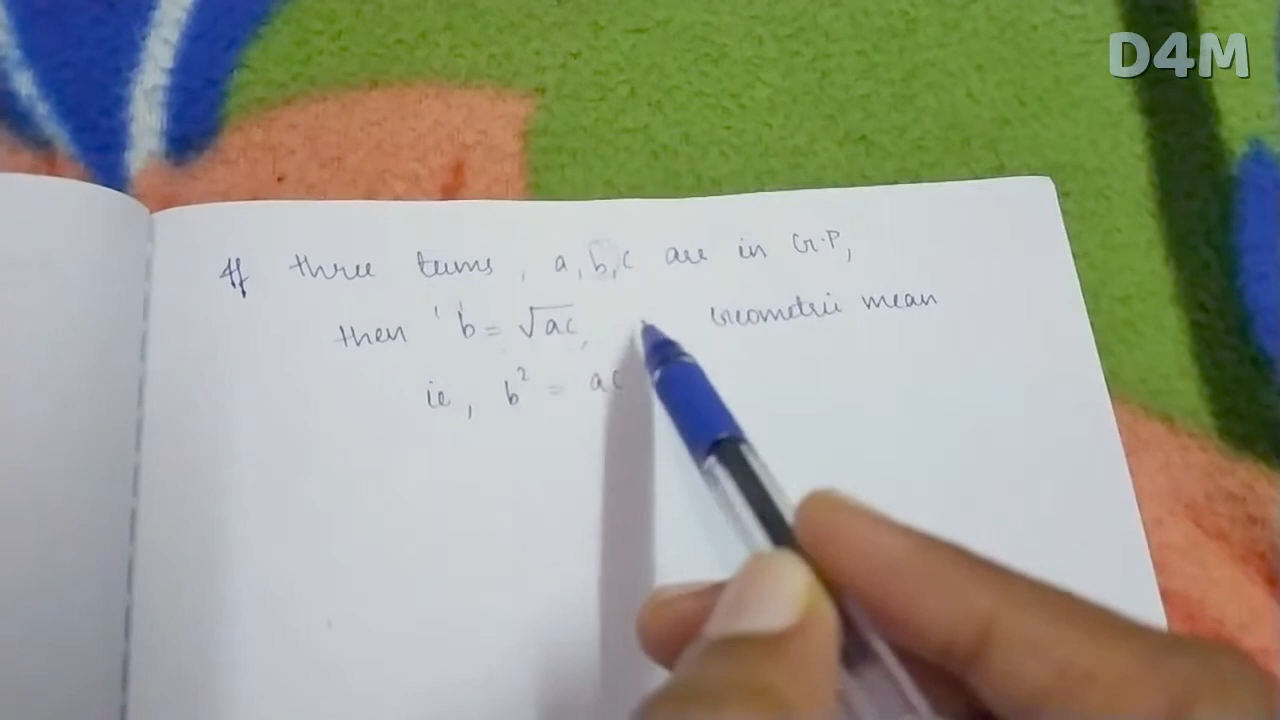 D4M
If three terms, a, b, c are in G.P,
then 'b' = √ac, Geometric mean
ie, b² = ac